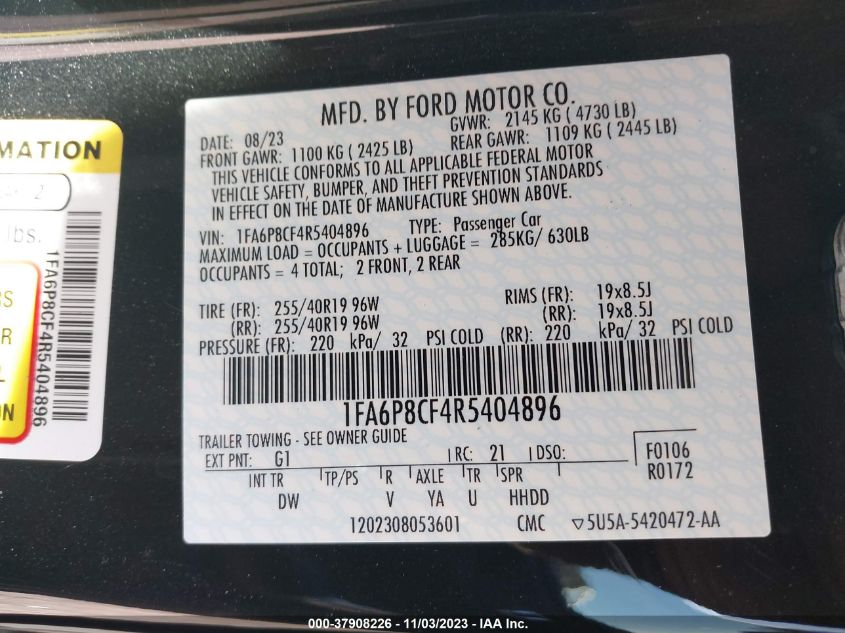 MATION
2
lbs.
1FA6P8CF4R5404896
RS
R
L
ON
MFD. BY FORD MOTOR CO.
DATE: 08/23 GVWR: 2145 KG ( 4730 LB)
FRONT GAWR: 1100 KG ( 2425 LB) REAR GAWR: 1109 KG ( 2445 LB)
THIS VEHICLE CONFORMS TO ALL APPLICABLE FEDERAL MOTOR
VEHICLE SAFETY, BUMPER, AND THEFT PREVENTION STANDARDS
IN EFFECT ON THE DATE OF MANUFACTURE SHOWN ABOVE.
VIN: 1FA6P8CF4R5404896 TYPE: Passenger Car
MAXIMUM LOAD = OCCUPANTS + LUGGAGE = 285KG/ 630LB
OCCUPANTS = 4 TOTAL; 2 FRONT, 2 REAR
TIRE (FR): 255/40R19 96W RIMS (FR): 19x8.5J
(RR): 255/40R19 96W (RR): 19x8.5J
PRESSURE (FR): 220 kPa/ 32 PSI COLD (RR): 220 kPa/ 32 PSI COLD
1FA6P8CF4R5404896
TRAILER TOWING - SEE OWNER GUIDE
EXT PNT: G1 RC: 21 DSO: F0106
R0172
INT TR TP/PS R AXLE TR SPR
DW V YA U HHDD
1202308053601 CMC ▽5U5A-5420472-AA
000-37908226 - 11/03/2023 - IAA Inc.